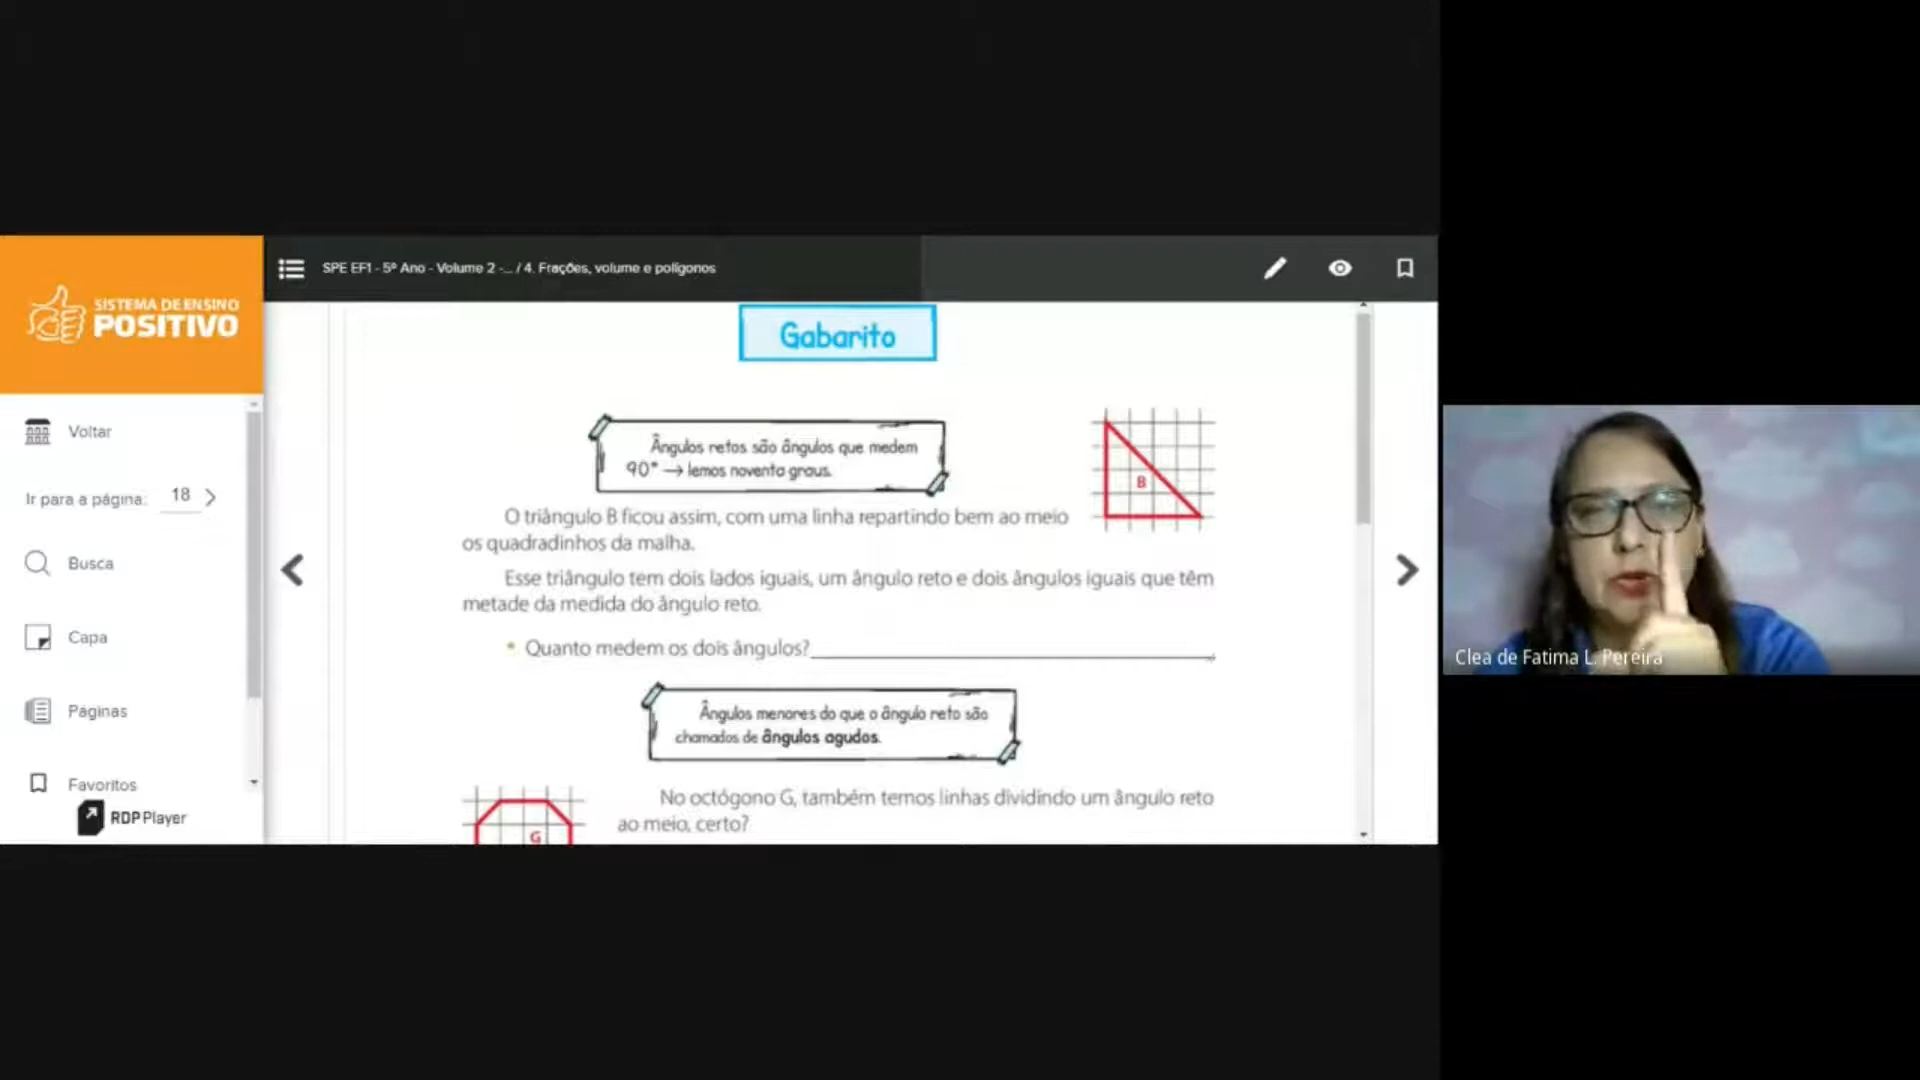 SISTEMA DE ENSINO
POSITIVO
Voltar
Ir para a página: 18
Busca
Capa
Páginas
Favoritos
RDP Player
SPE EF1 - 5º Ano - Volume 2 -... / 4. Frações, volume e polígonos
Gabarito
Ângulos retos são ângulos que medem
90° → lemos noventa graus.
B
O triângulo B ficou assim, com uma linha repartindo bem ao meio
os quadradinhos da malha.
Esse triângulo tem dois lados iguais, um ângulo reto e dois ângulos iguais que têm
metade da medida do ângulo reto.
• Quanto medem os dois ângulos?
Ângulos menores do que o ângulo reto são
chamados de ângulos agudos.
No octógono G, também temos linhas dividindo um ângulo reto
ao meio, certo?
G
Clea de Fatima L. Pereira